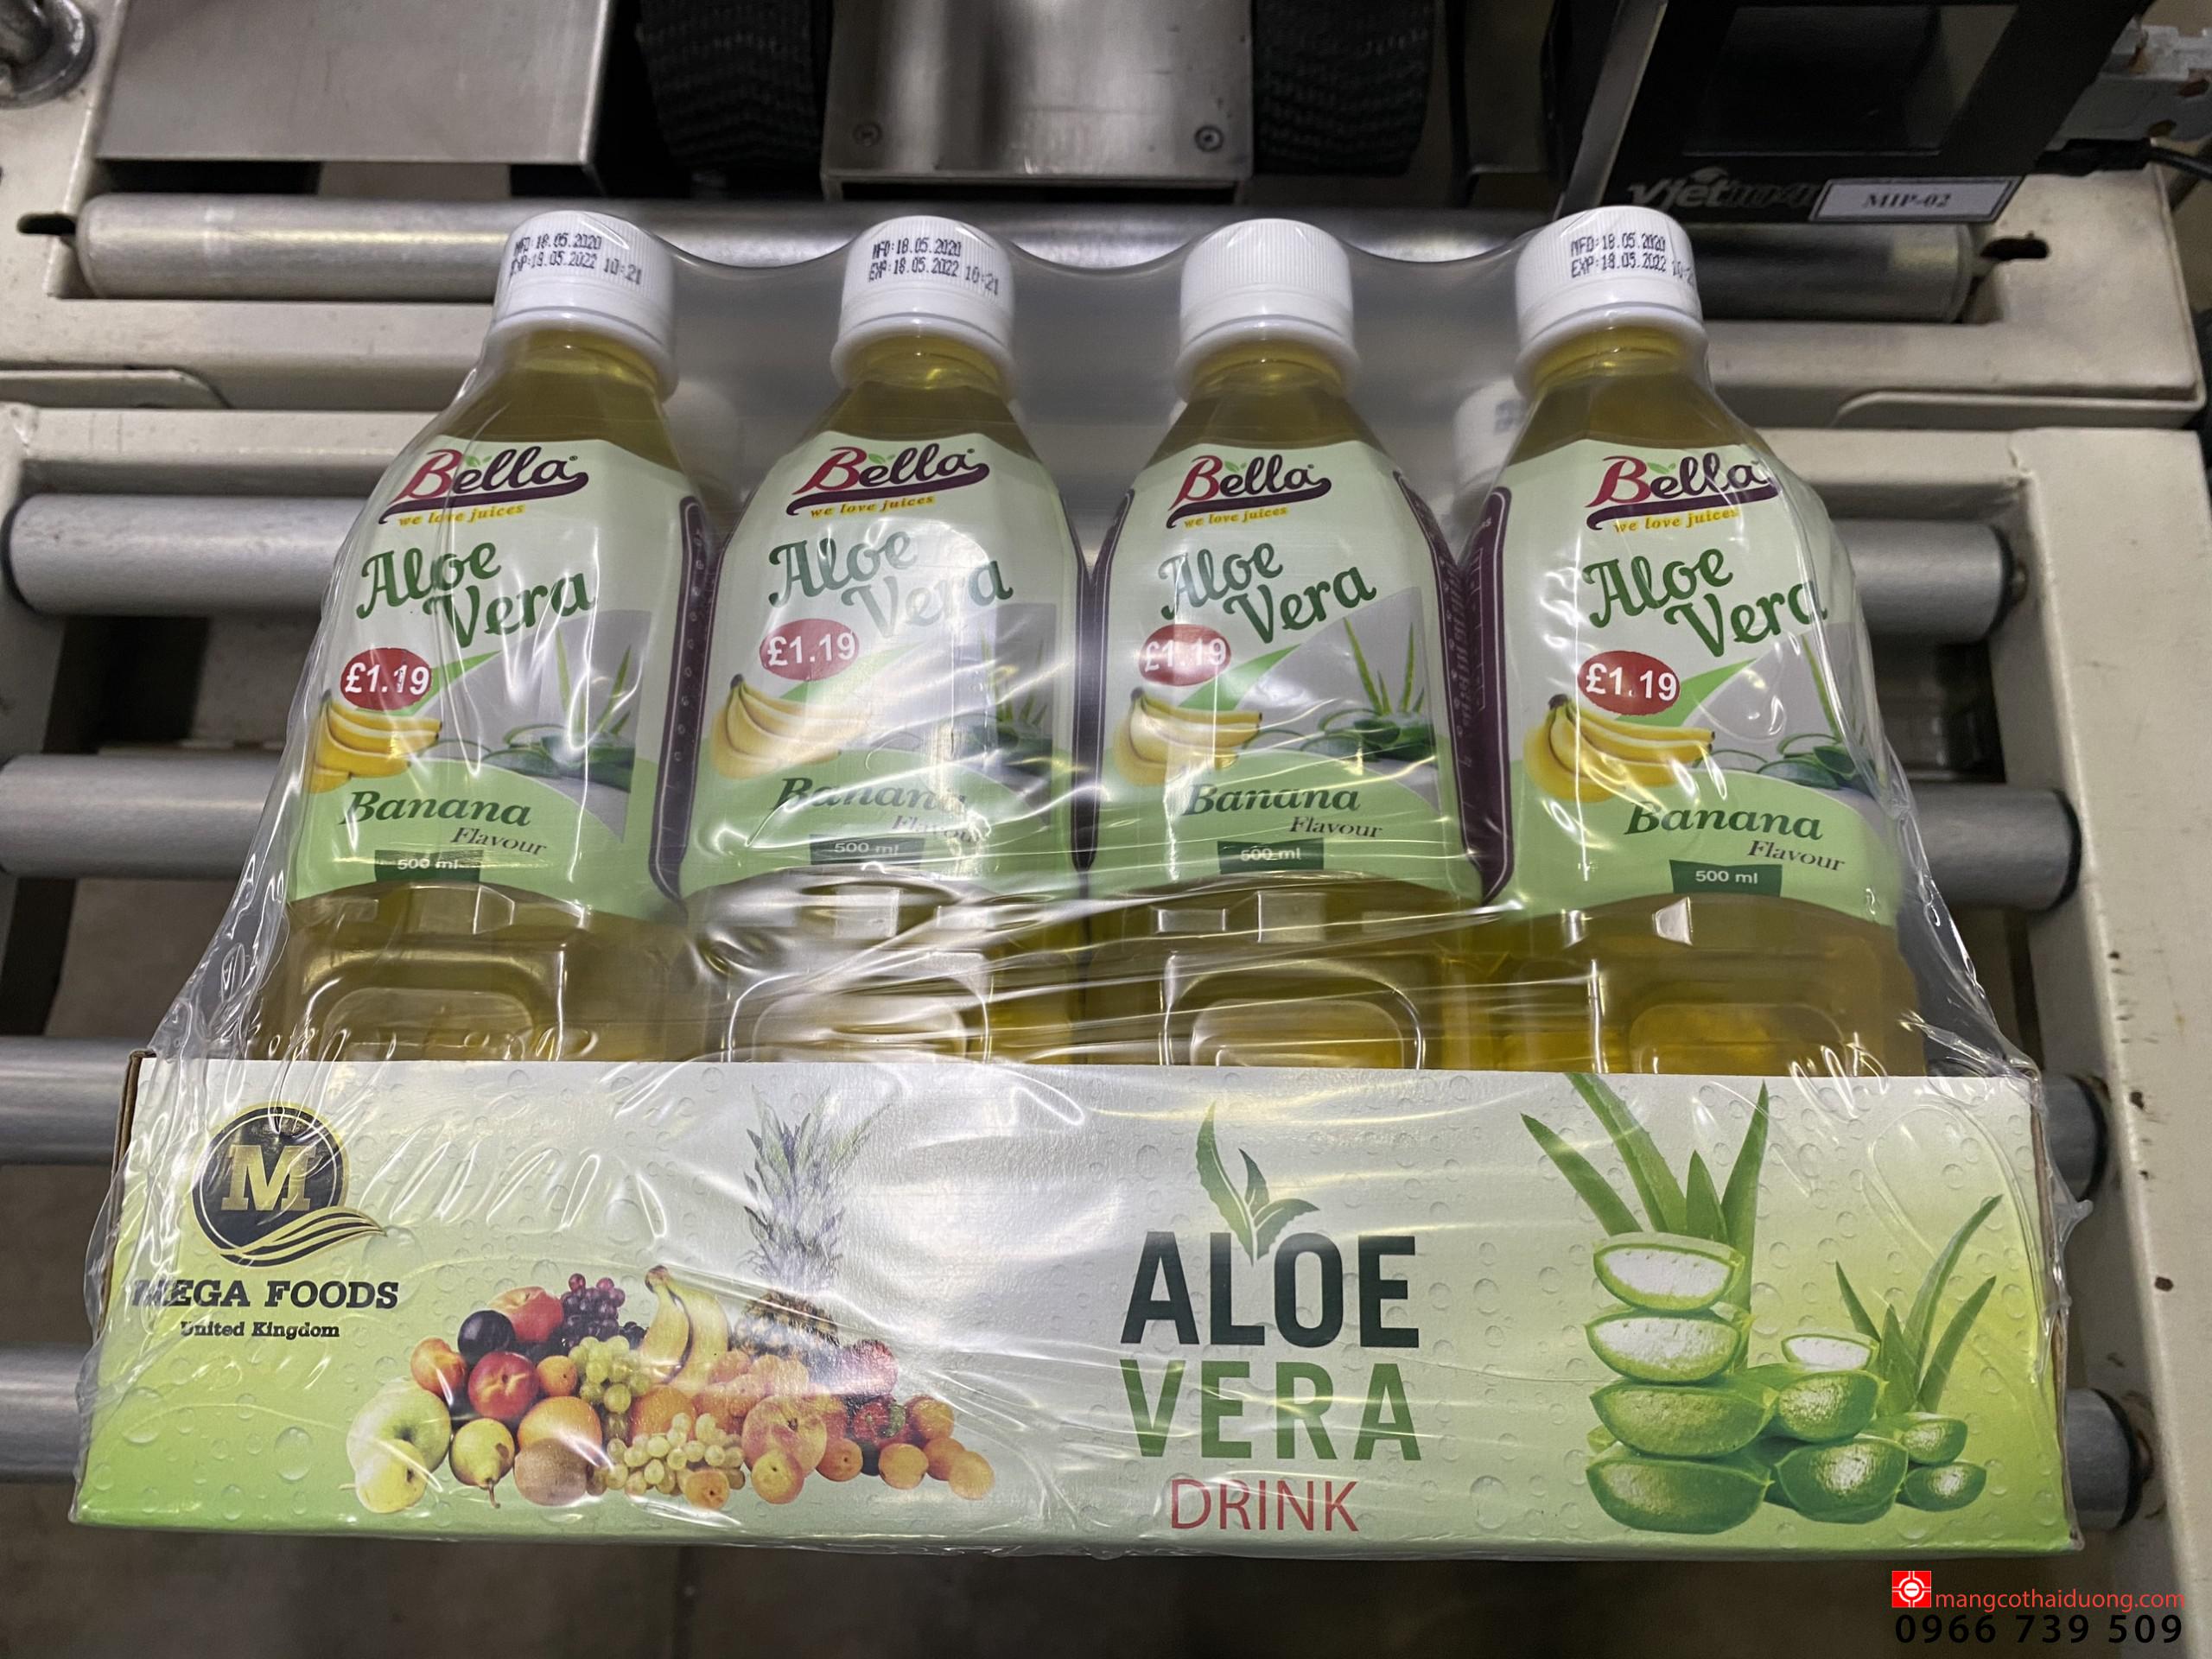 Vjet
MIP-02
MFD:18.05.2020
EXP:18.05.2022 10:21
MFD:18.05.2020
EXP:18.05.2022 10:21
MFD:18.05.2020
EXP:18.05.2022
Bella
we love juices
Aloe
Vera
£1.19
Banana
Flavour
500 ml
Bella
we love juices
Aloe
Vera
£1.19
Banana
Flavour
500 ml
Bella
we love juices
Aloe
Vera
£1.19
Banana
Flavour
500 ml
Bella
we love juices
Aloe
Vera
£1.19
Banana
Flavour
500 ml
M
MEGA FOODS
United Kingdom
ALOE
VERA
DRINK
mangcothaiduong.com
0966 739 509